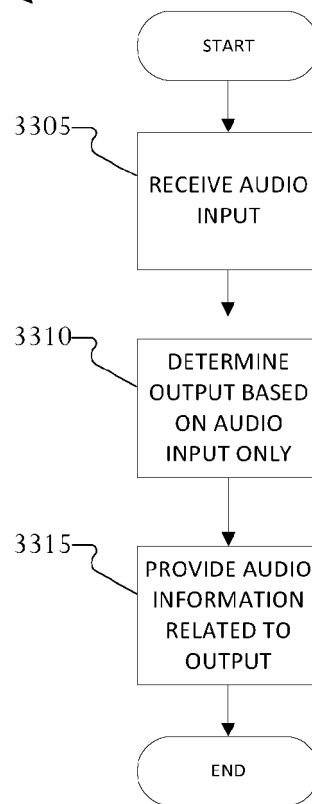 START
3305
RECEIVE AUDIO
INPUT
3310
DETERMINE
OUTPUT BASED
ON AUDIO
INPUT ONLY
3315
PROVIDE AUDIO
INFORMATION
RELATED TO
OUTPUT
END